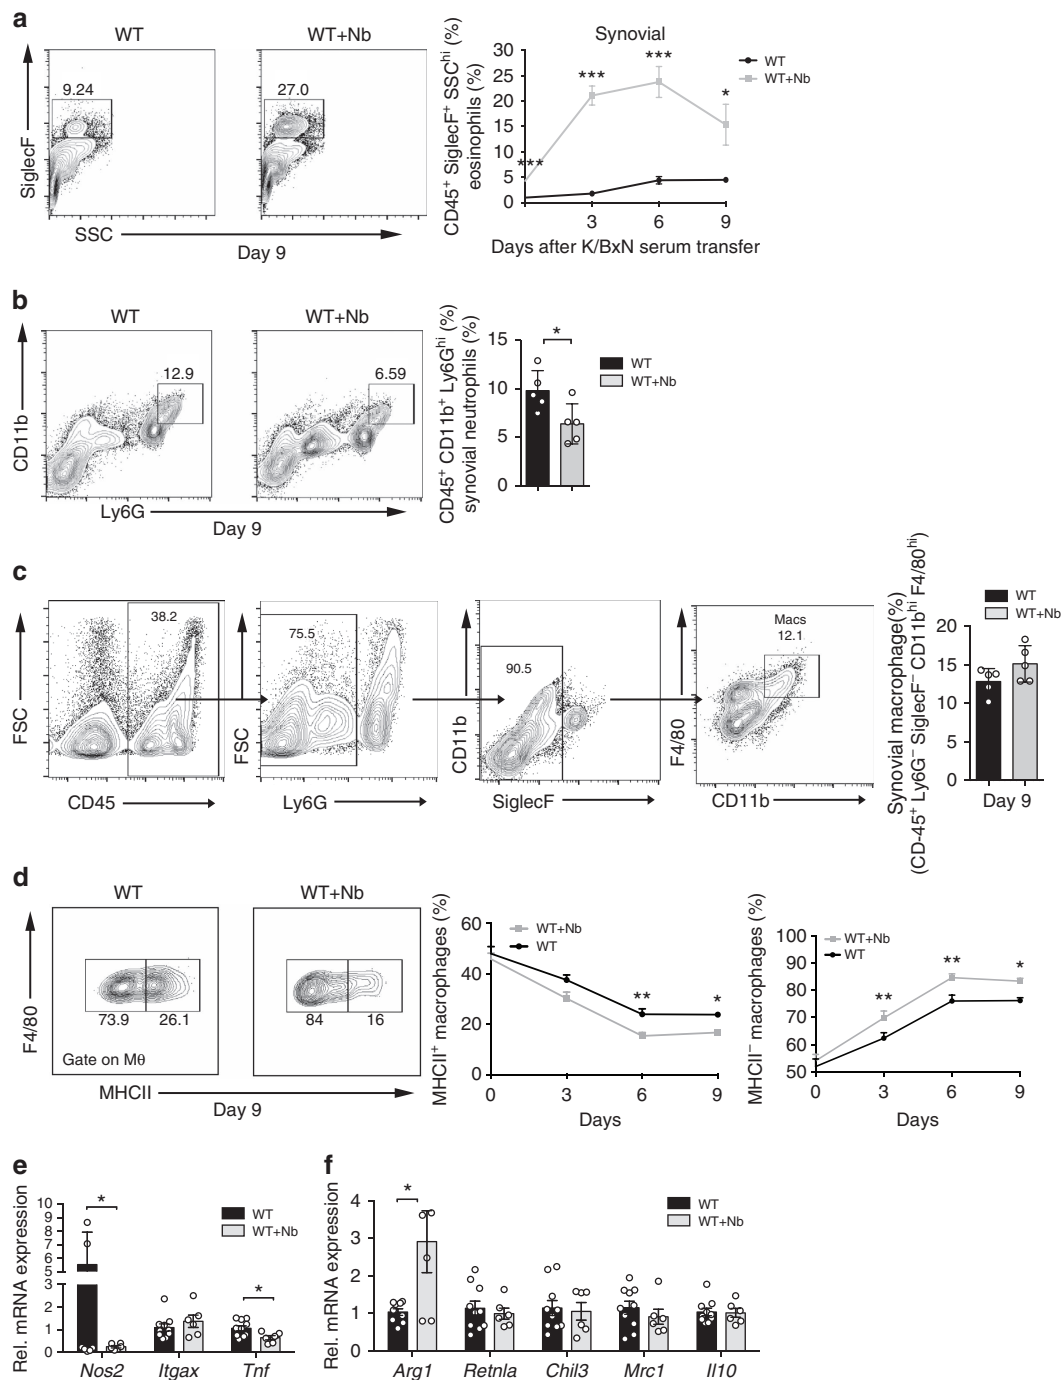 a
WT
WT+Nb
9.24
27.0
SiglecF
SSC
Day 9
Synovial
CD45+ SiglecF+ SSChi (%)
eosinophils (%)
30
25
20
15
10
5
0
***
***
***
*
WT
WT+Nb
3
6
9
Days after K/BxN serum transfer
b
WT
WT+Nb
12.9
6.59
CD11b
Ly6G
Day 9
CD45+ CD11b+ Ly6Ghi (%)
synovial neutrophils (%)
15
10
5
0
*
WT
WT+Nb
c
38.2
FSC
CD45
75.5
FSC
Ly6G
90.5
CD11b
SiglecF
Macs
12.1
F4/80
CD11b
Synovial macrophage(%)
(CD-45+ Ly6G− SiglecF− CD11bhi F4/80hi)
20
15
10
5
0
WT
WT+Nb
Day 9
d
WT
WT+Nb
F4/80
73.9
26.1
84
16
Gate on Mθ
MHCII
Day 9
MHCII+ macrophages (%)
60
40
20
0
WT+Nb
WT
**
*
0
3
6
9
Days
MHCII− macrophages (%)
100
90
80
70
60
50
WT+Nb
WT
**
**
*
0
3
6
9
Days
e
Rel. mRNA expression
10
9
8
7
6
5
3
2
1
0
*
*
WT
WT+Nb
Nos2
Itgax
Tnf
f
Rel. mRNA expression
4
3
2
1
0
*
WT
WT+Nb
Arg1
Retnla
Chil3
Mrc1
Il10